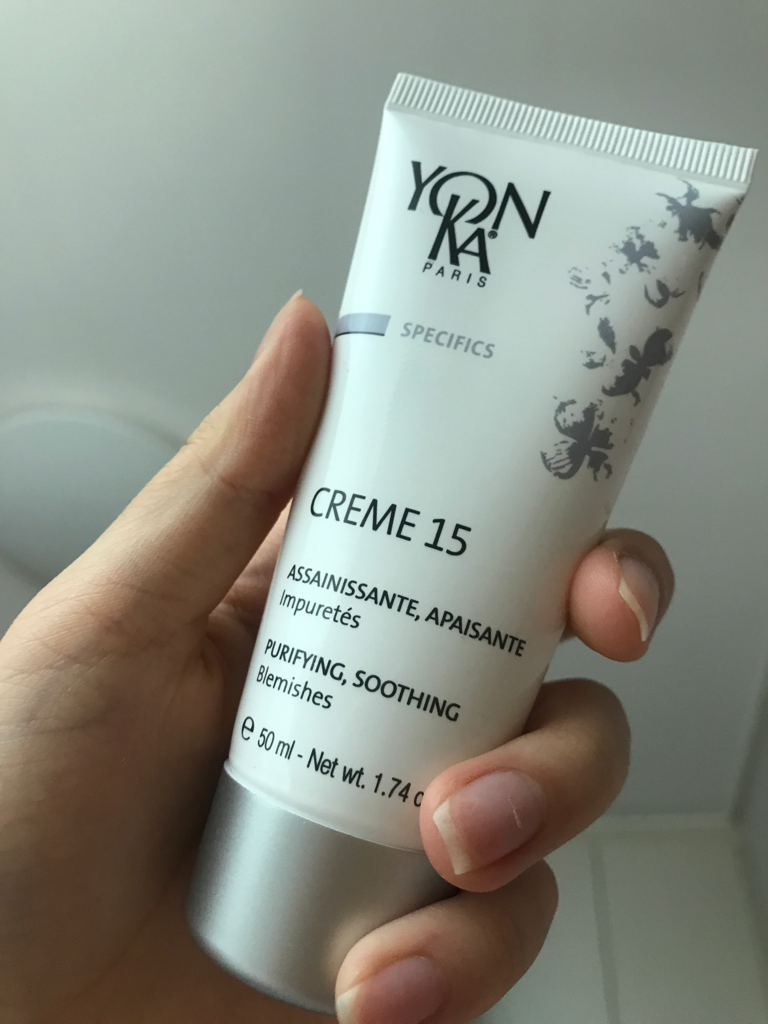 YON
KA®
PARIS
SPECIFICS
CREME 15
ASSAINISSANTE, APAISANTE
Impuretés
PURIFYING, SOOTHING
Blemishes
e 50 ml - Net wt. 1.74